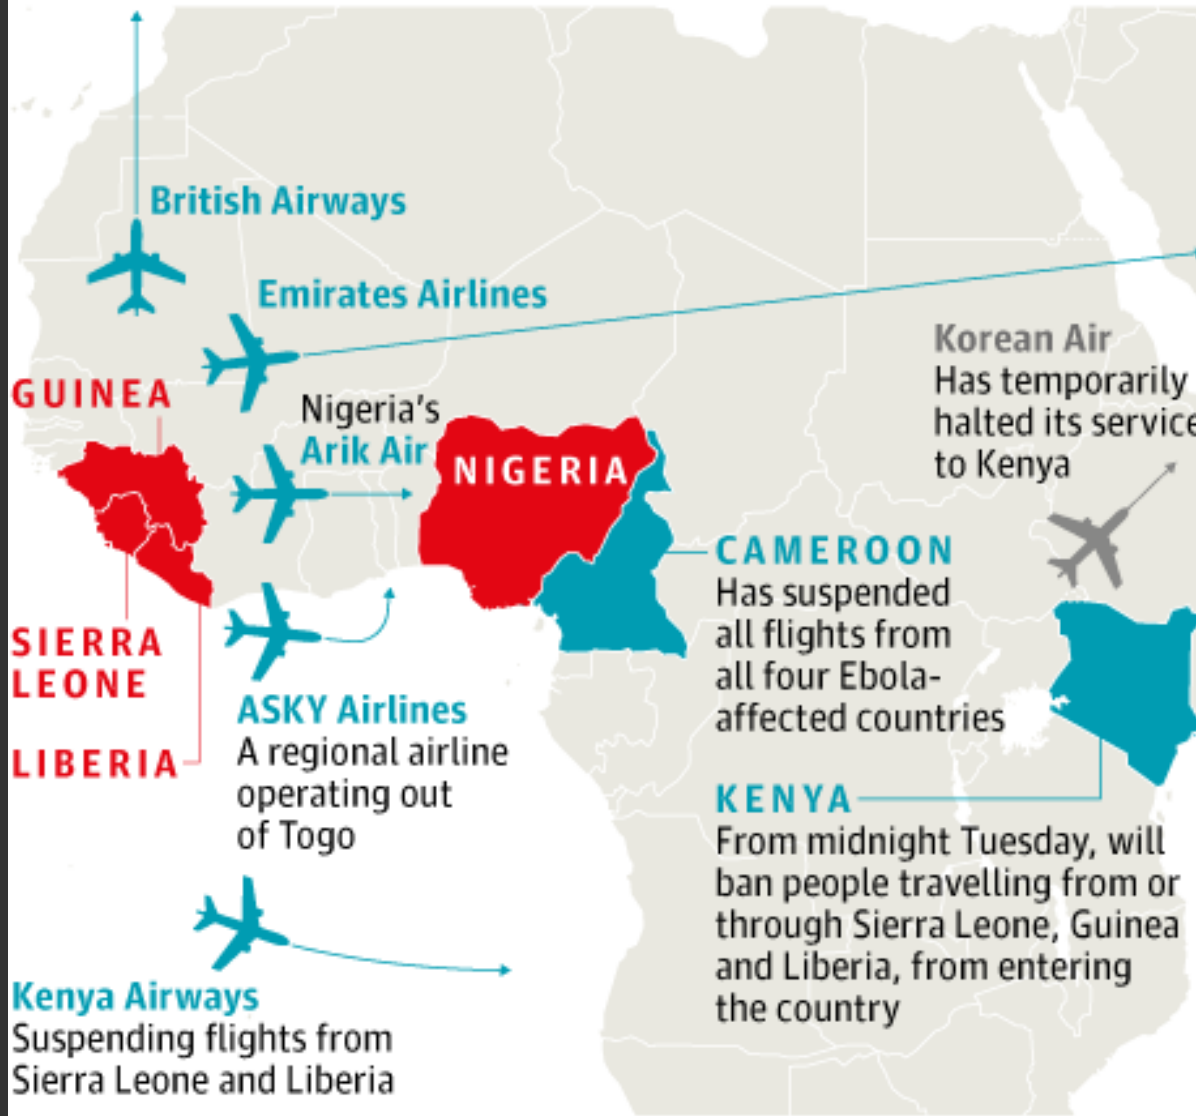 British Airways
Emirates Airlines
GUINEA
Nigeria's
Arik Air
NIGERIA
Korean Air
Has temporarily
halted its service
to Kenya
CAMEROON
Has suspended
all flights from
all four Ebola-
affected countries
SIERRA
LEONE
LIBERIA
ASKY Airlines
A regional airline
operating out
of Togo
KENYA
From midnight Tuesday, will
ban people travelling from or
through Sierra Leone, Guinea
and Liberia, from entering
the country
Kenya Airways
Suspending flights from
Sierra Leone and Liberia